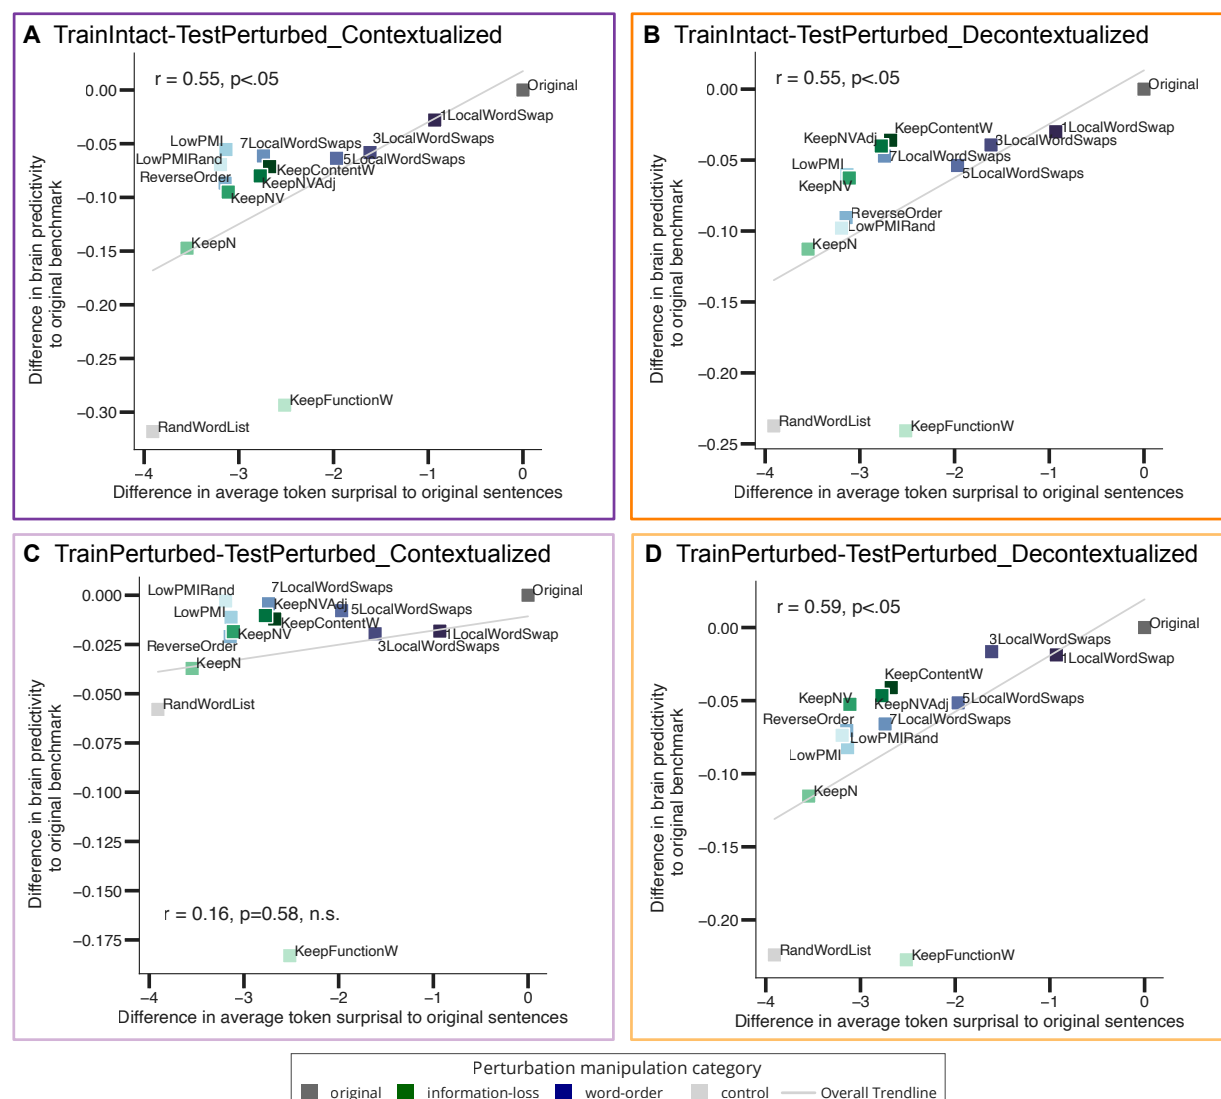 A TrainIntact-TestPerturbed_Contextualized
r = 0.55, p<.05
0.00
−0.05
−0.10
−0.15
−0.20
−0.25
−0.30
Difference in brain predictivity
to original benchmark
Original
1LocalWordSwap
3LocalWordSwaps
LowPMI
7LocalWordSwaps
5LocalWordSwaps
LowPMIRand
KeepContentW
ReverseOrder
KeepNVAdj
KeepNV
KeepN
KeepFunctionW
RandWordList
−4 −3 −2 −1 0
Difference in average token surprisal to original sentences
B TrainIntact-TestPerturbed_Decontextualized
r = 0.55, p<.05
0.00
−0.05
−0.10
−0.15
−0.20
−0.25
Difference in brain predictivity
to original benchmark
Original
KeepContentW
1LocalWordSwap
KeepNVAdj
3LocalWordSwaps
7LocalWordSwaps
LowPMI
5LocalWordSwaps
KeepNV
ReverseOrder
LowPMIRand
KeepN
RandWordList
KeepFunctionW
−4 −3 −2 −1 0
Difference in average token surprisal to original sentences
C TrainPerturbed-TestPerturbed_Contextualized
0.000
−0.025
−0.050
−0.075
−0.100
−0.125
−0.150
−0.175
Difference in brain predictivity
to original benchmark
LowPMIRand
7LocalWordSwaps
Original
KeepNVAdj
LowPMI
5LocalWordSwaps
KeepContentW
KeepNV
1LocalWordSwap
ReverseOrder
3LocalWordSwaps
KeepN
RandWordList
r = 0.16, p=0.58, n.s.
KeepFunctionW
−4 −3 −2 −1 0
Difference in average token surprisal to original sentences
D TrainPerturbed-TestPerturbed_Decontextualized
r = 0.59, p<.05
0.00
−0.05
−0.10
−0.15
−0.20
Difference in brain predictivity
to original benchmark
Original
3LocalWordSwaps
1LocalWordSwap
KeepContentW
KeepNV
5LocalWordSwaps
KeepNVAdj
ReverseOrder
7LocalWordSwaps
LowPMIRand
LowPMI
KeepN
RandWordList
KeepFunctionW
−4 −3 −2 −1 0
Difference in average token surprisal to original sentences
Perturbation manipulation category
original information-loss word-order control Overall Trendline